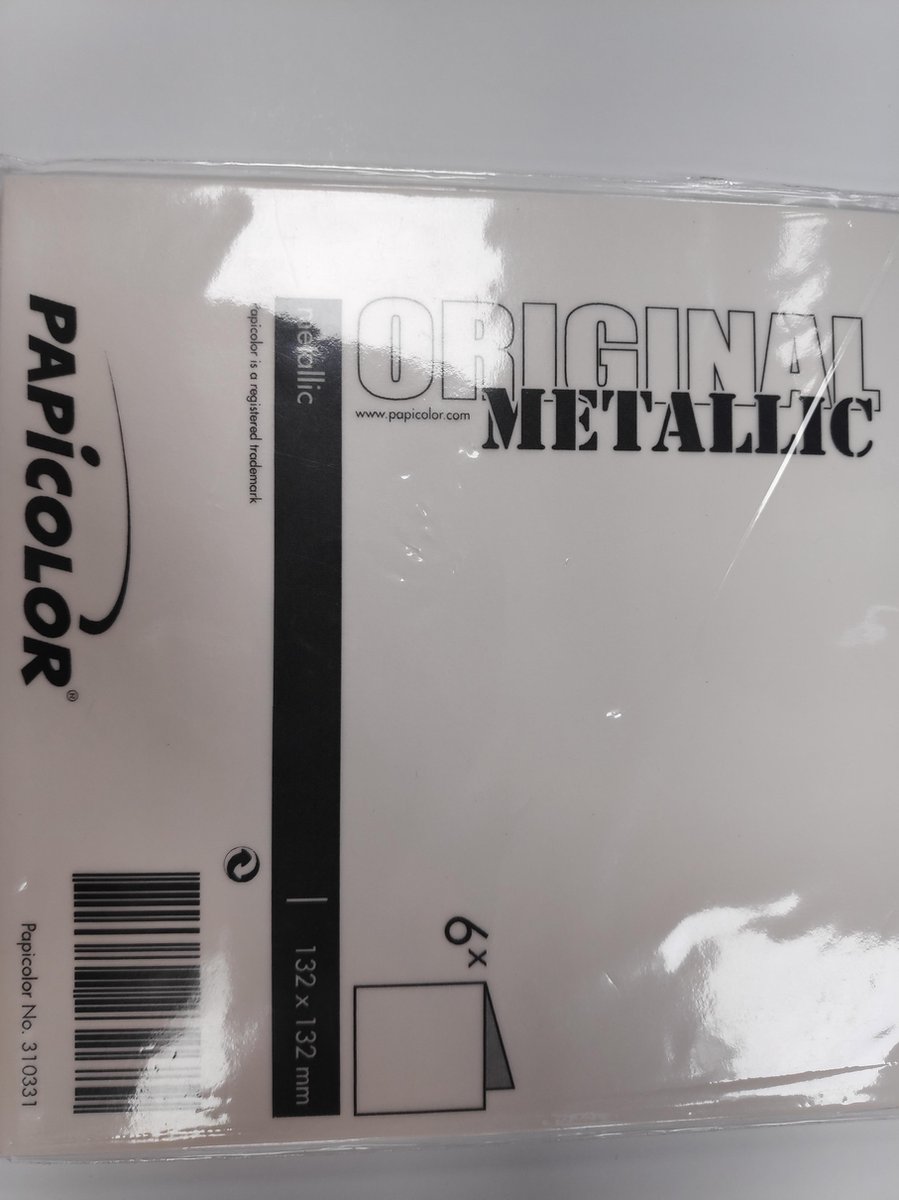 ORIGINAL
METALLIC
www.papicolor.com
metallic | 132 x 132 mm
papicolor is a registered trademark
PAPiCOLOR®
6x
Papicolor No. 310331